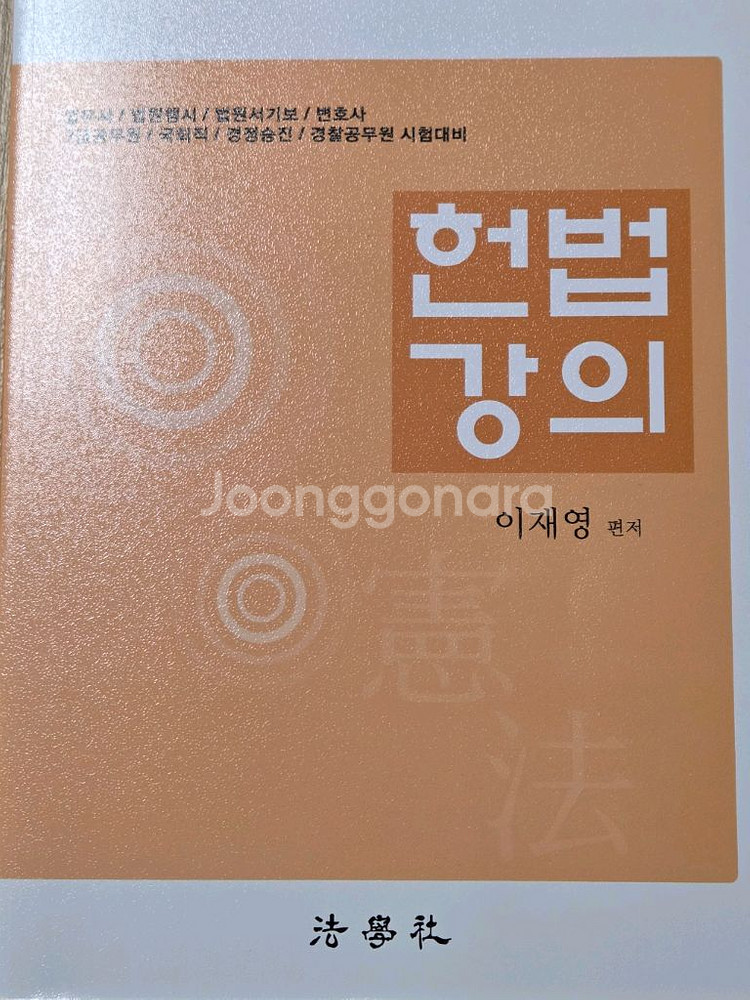 법무사 / 법원행시 / 법원서기보 / 변호사
7급공무원 / 국회직 / 경정승진 / 경찰공무원 시험대비
헌법
강의
Joonggonara
이재영 편저
憲
法
法學社